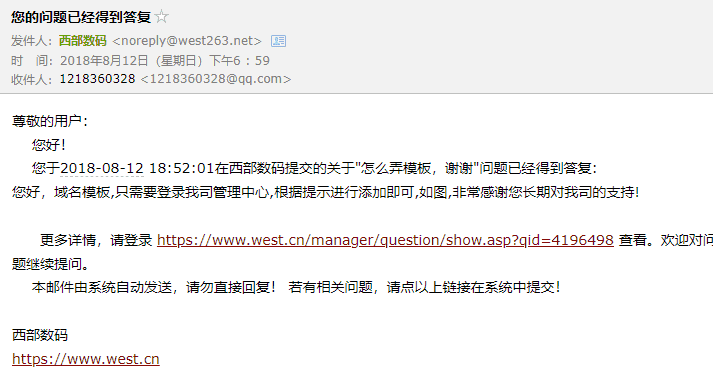 您的问题已经得到答复☆
发件人：西部数码 <noreply@west263.net>
时　间：2018年8月12日（星期日）下午6：59
收件人：1218360328 <1218360328@qq.com>
尊敬的用户：
您好！
您于2018-08-12 18:52:01在西部数码提交的关于"怎么弄模板，谢谢"问题已经得到答复：
您好，域名模板,只需要登录我司管理中心,根据提示进行添加即可,如图,非常感谢您长期对我司的支持!
更多详情，请登录 https://www.west.cn/manager/question/show.asp?qid=4196498 查看。欢迎对问
题继续提问。
本邮件由系统自动发送，请勿直接回复！ 若有相关问题，请点以上链接在系统中提交！
西部数码
https://www.west.cn